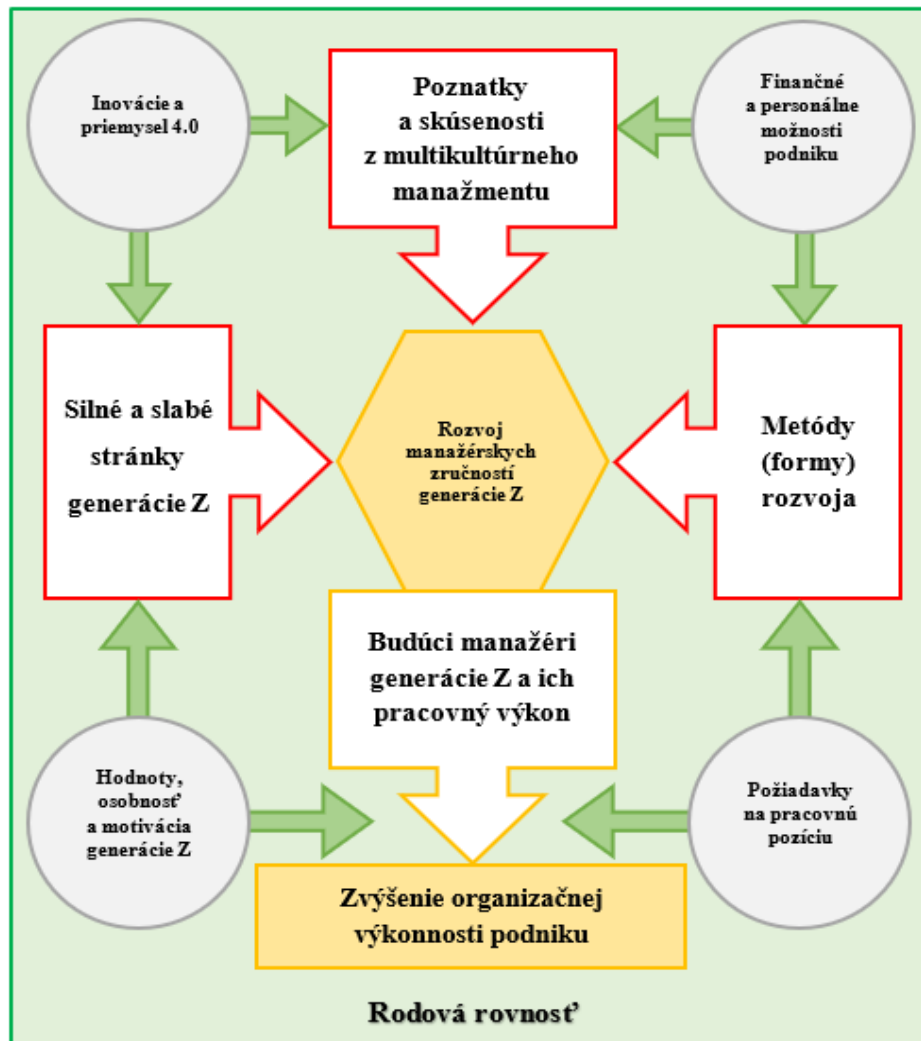 Inovácie a
priemysel 4.0
Poznatky
a skúsenosti
z multikultúrneho
manažmentu
Finančné
a personálne
možnosti
podniku
Silné a slabé
stránky
generácie Z
Rozvoj
manažérskych
zručností
generácie Z
Metódy
(formy)
rozvoja
Budúci manažéri
generácie Z a ich
pracovný výkon
Hodnoty,
osobnosť
a motivácia
generácie Z
Požiadavky
na pracovnú
pozíciu
Zvýšenie organizačnej
výkonnosti podniku
Rodová rovnosť